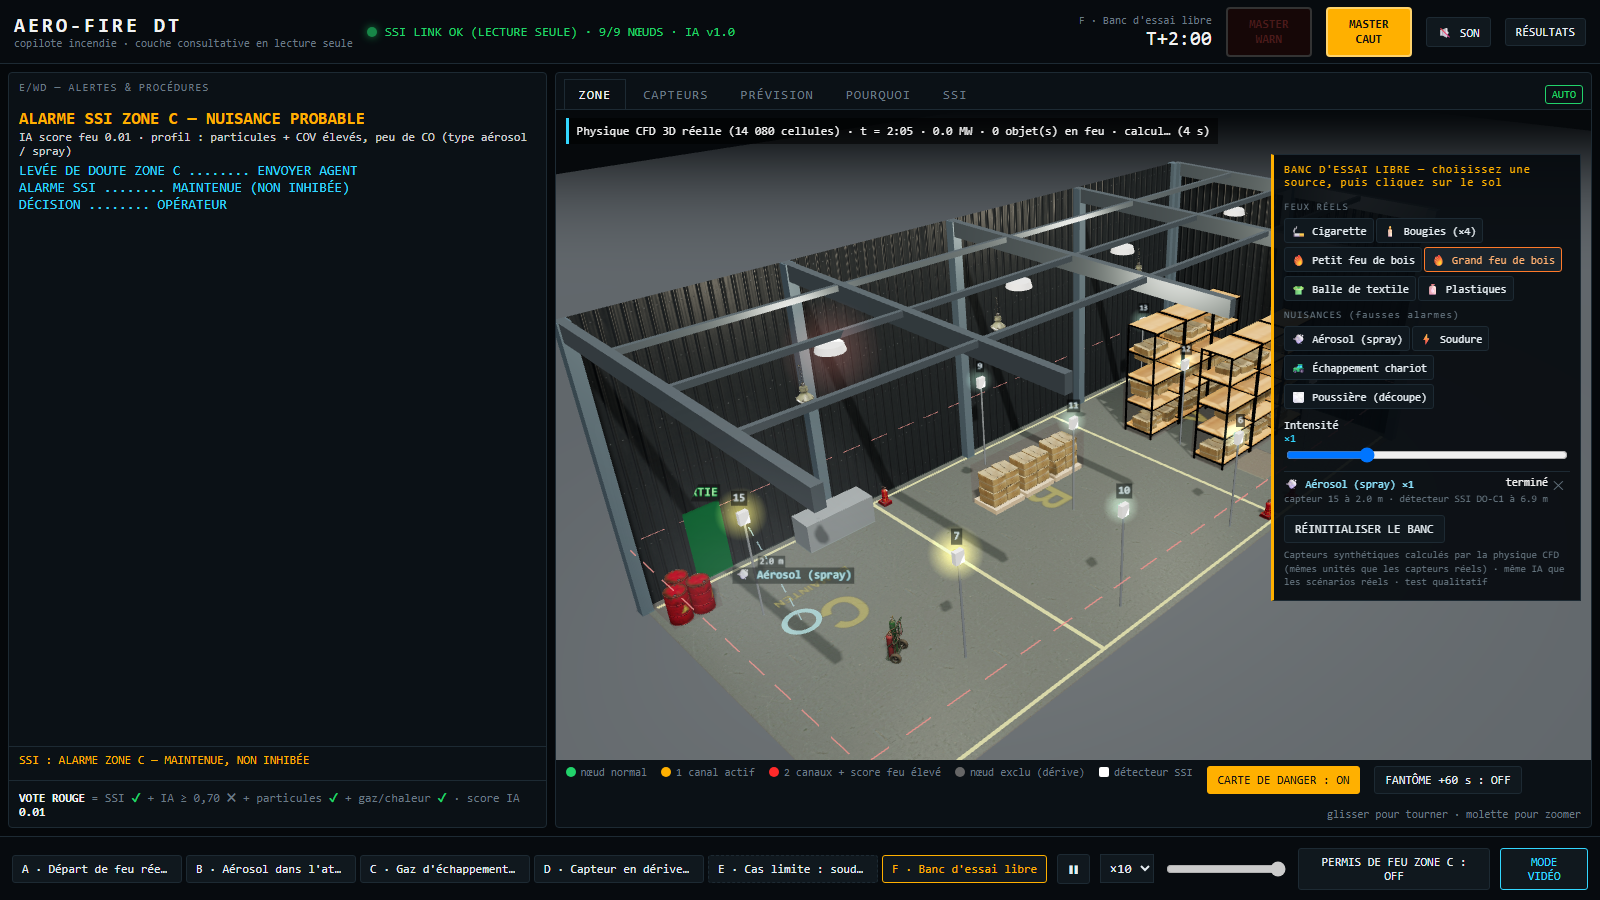 AERO-FIRE DT
copilote incendie · couche consultative en lecture seule
SSI LINK OK (LECTURE SEULE) · 9/9 NŒUDS · IA v1.0
F · Banc d'essai libre
T+2:00
MASTER
WARN
MASTER
CAUT
SON
RÉSULTATS
E/WD — ALERTES & PROCÉDURES
ALARME SSI ZONE C — NUISANCE PROBABLE
IA score feu 0.01 · profil : particules + COV élevés, peu de CO (type aérosol
/ spray)
LEVÉE DE DOUTE ZONE C ........ ENVOYER AGENT
ALARME SSI ........ MAINTENUE (NON INHIBÉE)
DÉCISION ........ OPÉRATEUR
SSI : ALARME ZONE C — MAINTENUE, NON INHIBÉE
VOTE ROUGE = SSI ✓ + IA ≥ 0,70 ✕ + particules ✓ + gaz/chaleur ✓ · score IA
0.01
ZONE
CAPTEURS
PRÉVISION
POURQUOI
SSI
AUTO
Physique CFD 3D réelle (14 080 cellules) · t = 2:05 · 0.0 MW · 0 objet(s) en feu · calcul… (4 s)
BANC D'ESSAI LIBRE — choisissez une
source, puis cliquez sur le sol
FEUX RÉELS
Cigarette
Bougies (×4)
Petit feu de bois
Grand feu de bois
Balle de textile
Plastiques
NUISANCES (fausses alarmes)
Aérosol (spray)
Soudure
Échappement chariot
Poussière (découpe)
Intensité
×1
Aérosol (spray) ×1
terminé
capteur 15 à 2.0 m · détecteur SSI DO-C1 à 6.9 m
RÉINITIALISER LE BANC
Capteurs synthétiques calculés par la physique CFD
(mêmes unités que les capteurs réels) · même IA que
les scénarios réels · test qualitatif
13
9
11
6
10
15
7
2.0 m
Aérosol (spray)
B
C
nœud normal
1 canal actif
2 canaux + score feu élevé
nœud exclu (dérive)
détecteur SSI
CARTE DE DANGER : ON
FANTÔME +60 s : OFF
glisser pour tourner · molette pour zoomer
A · Départ de feu rée…
B · Aérosol dans l'at…
C · Gaz d'échappement…
D · Capteur en dérive…
E · Cas limite : soud…
F · Banc d'essai libre
×10
PERMIS DE FEU ZONE C :
OFF
MODE
VIDÉO